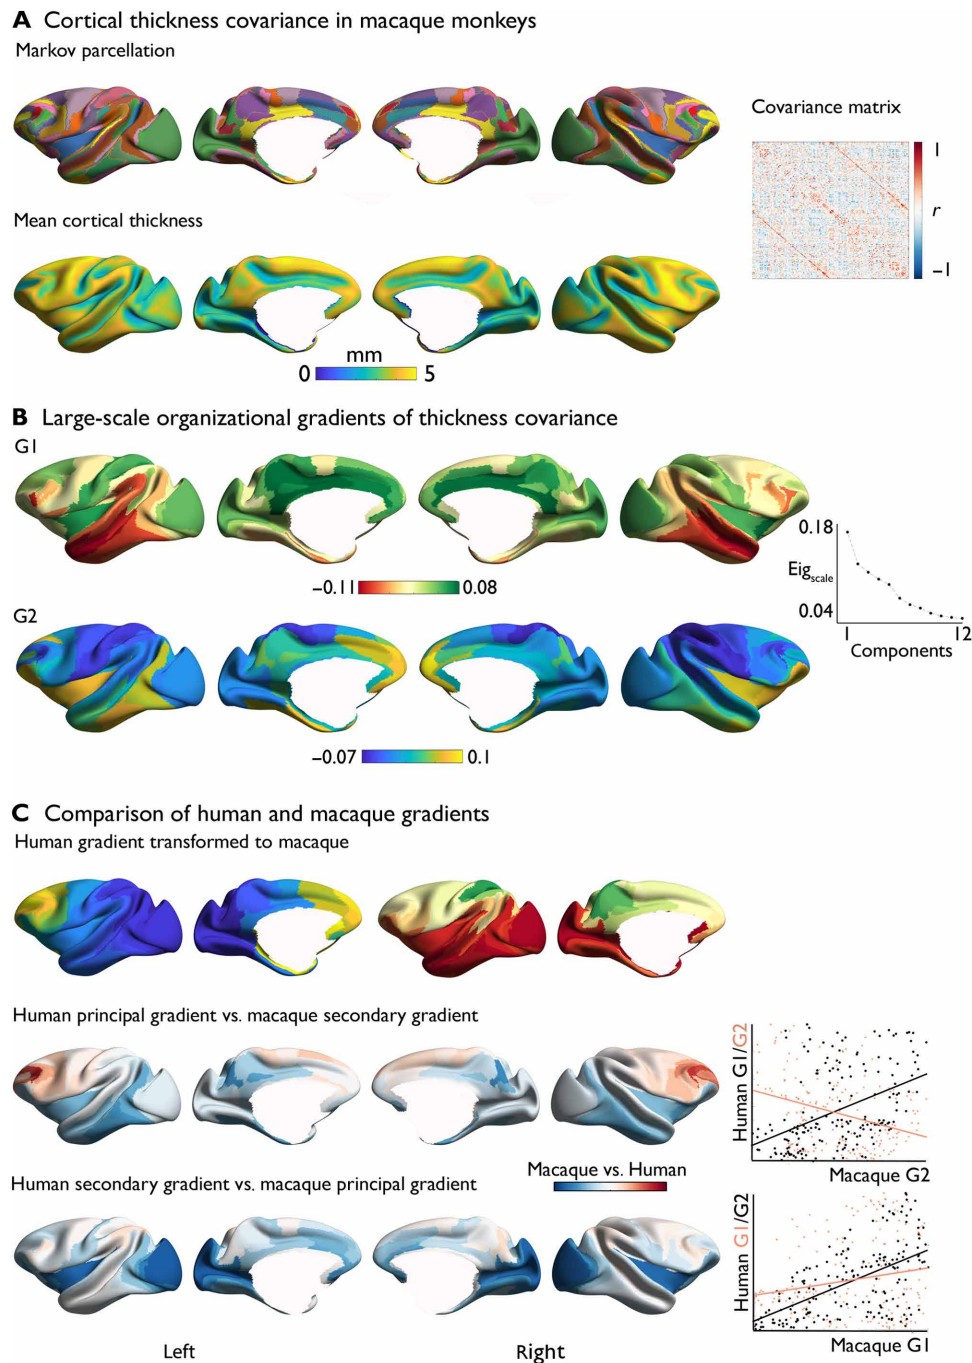 A Cortical thickness covariance in macaque monkeys
Markov parcellation
Covariance matrix
1
r
−1
Mean cortical thickness
mm
0 5
B Large-scale organizational gradients of thickness covariance
G1
−0.11 0.08
0.18
Eigscale
0.04
1 12
Components
G2
−0.07 0.1
C Comparison of human and macaque gradients
Human gradient transformed to macaque
Human principal gradient vs. macaque secondary gradient
Human G1/G2
Macaque G2
Macaque vs. Human
Human secondary gradient vs. macaque principal gradient
Human G1/G2
Macaque G1
Left Right